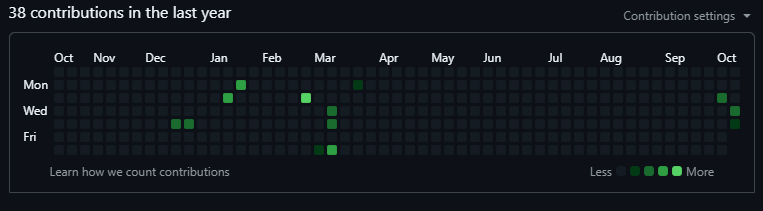 38 contributions in the last year
Contribution settings
Oct Nov Dec Jan Feb Mar Apr May Jun Jul Aug Sep Oct
Mon
Wed
Fri
Learn how we count contributions
Less More